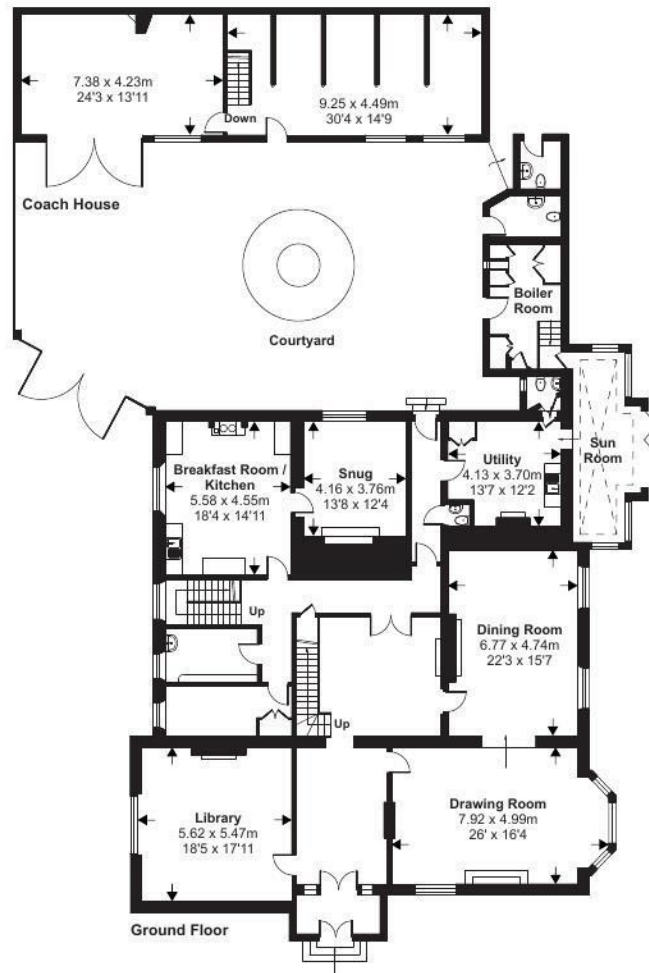 7.38 x 4.23m
24'3 x 13'11
Down
9.25 x 4.49m
30'4 x 14'9
Coach House
Boiler
Room
Courtyard
Breakfast Room /
Kitchen
5.58 x 4.55m
18'4 x 14'11
Snug
4.16 x 3.76m
13'8 x 12'4
Utility
4.13 x 3.70m
13'7 x 12'2
Sun
Room
Up
Dining Room
6.77 x 4.74m
22'3 x 15'7
Up
Library
5.62 x 5.47m
18'5 x 17'11
Drawing Room
7.92 x 4.99m
26' x 16'4
Ground Floor